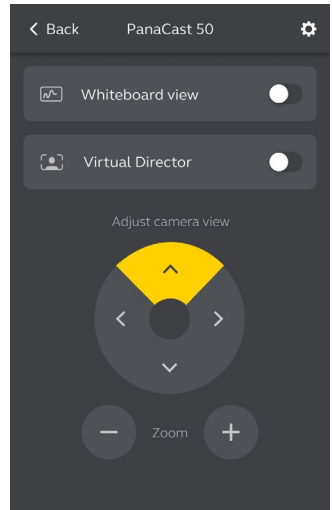 Back PanaCast 50
Whiteboard view
Virtual Director
Adjust camera view
Zoom